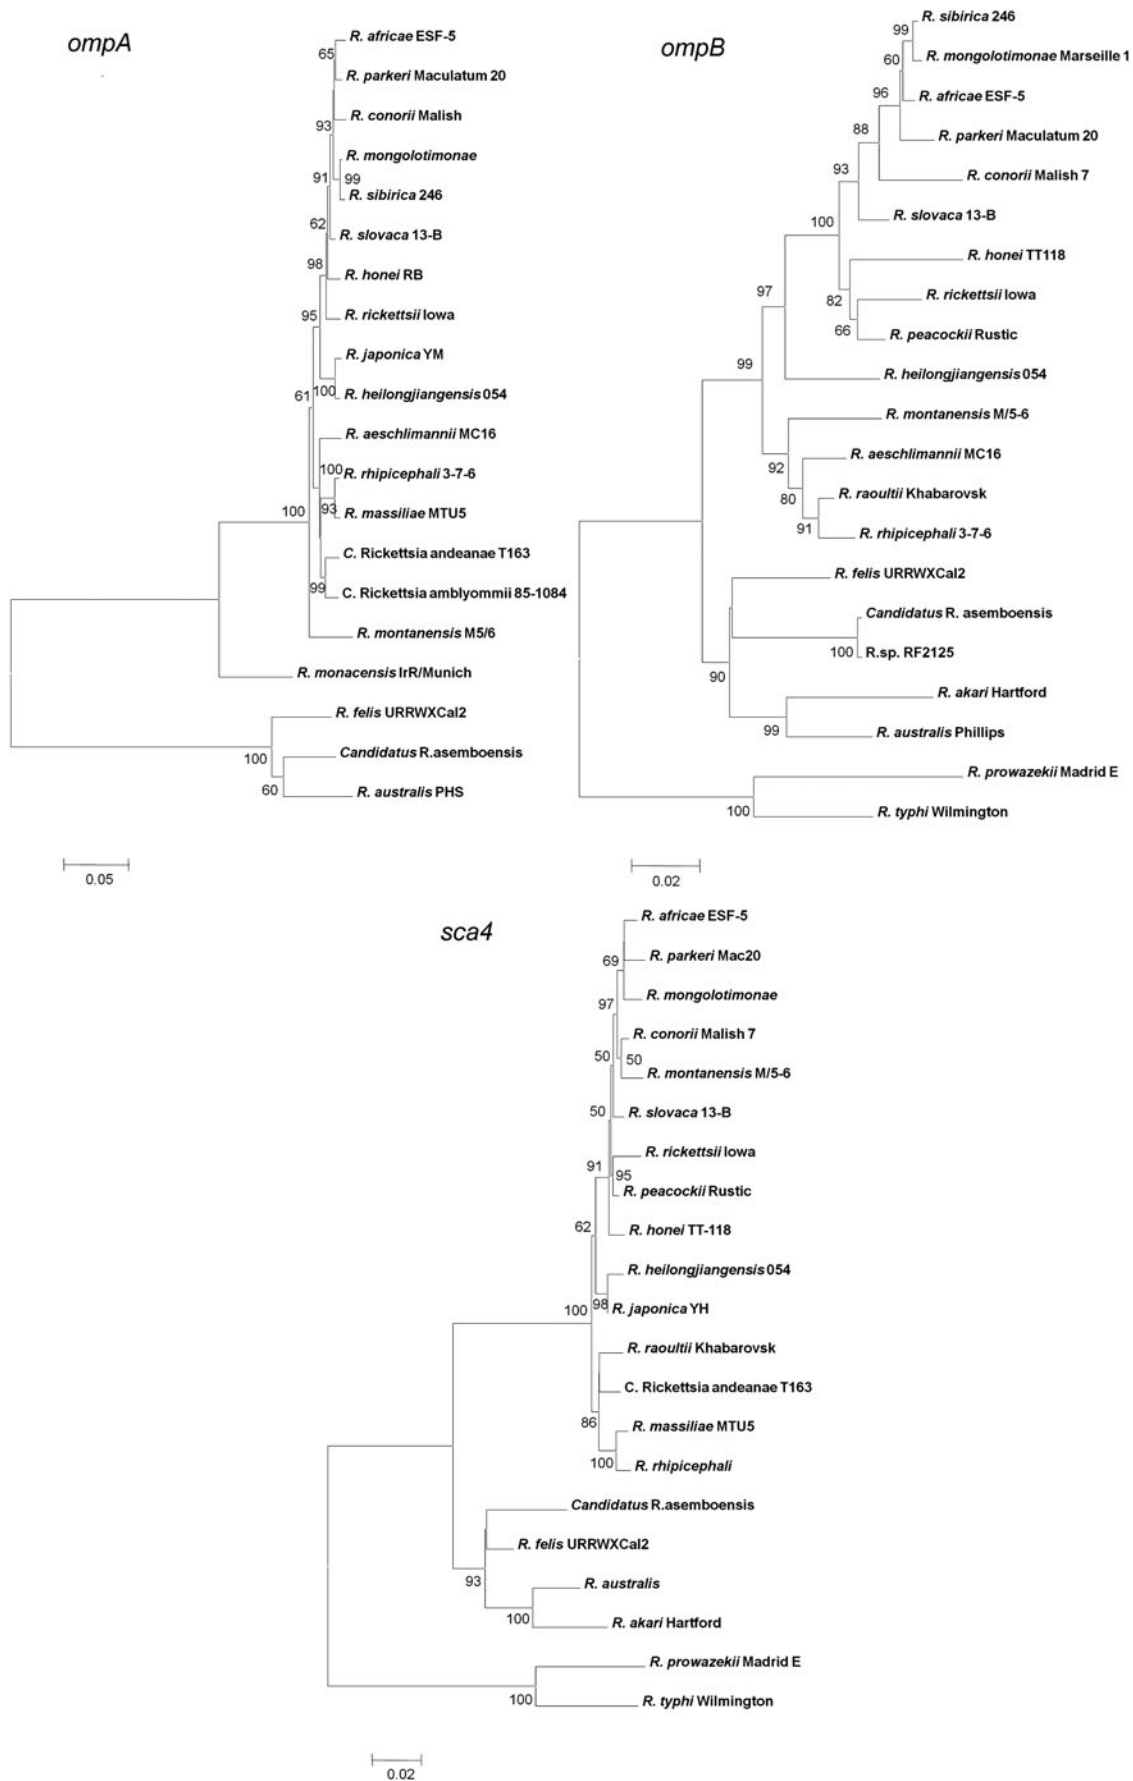 ompA
65
R. africae ESF-5
R. parkeri Maculatum 20
R. conorii Malish
93
R. mongolotimonae
91
99
R. sibirica 246
62
R. slovaca 13-B
98
R. honei RB
95
R. rickettsii Iowa
R. japonica YM
61
100
R. heilongjiangensis 054
R. aeschlimannii MC16
100
R. rhipicephali 3-7-6
100
93
R. massiliae MTU5
C. Rickettsia andeanae T163
99
C. Rickettsia amblyommii 85-1084
R. montanensis M5/6
R. monacensis IrR/Munich
R. felis URRWXCal2
100
Candidatus R.asemboensis
60
R. australis PHS
0.05
ompB
99
R. sibirica 246
60
R. mongolotimonae Marseille 1
96
R. africae ESF-5
88
R. parkeri Maculatum 20
93
R. conorii Malish 7
100
R. slovaca 13-B
R. honei TT118
97
82
R. rickettsii Iowa
66
R. peacockii Rustic
99
R. heilongjiangensis 054
R. montanensis M/5-6
92
R. aeschlimannii MC16
80
R. raoultii Khabarovsk
91
R. rhipicephali 3-7-6
R. felis URRWXCal2
Candidatus R. asemboensis
100
R.sp. RF2125
90
R. akari Hartford
99
R. australis Phillips
R. prowazekii Madrid E
100
R. typhi Wilmington
0.02
sca4
R. africae ESF-5
69
R. parkeri Mac20
97
R. mongolotimonae
R. conorii Malish 7
50
50
R. montanensis M/5-6
50
R. slovaca 13-B
R. rickettsii Iowa
91
95
R. peacockii Rustic
62
R. honei TT-118
R. heilongjiangensis 054
100
98
R. japonica YH
R. raoultii Khabarovsk
C. Rickettsia andeanae T163
86
R. massiliae MTU5
100
R. rhipicephali
Candidatus R.asemboensis
R. felis URRWXCal2
93
R. australis
100
R. akari Hartford
R. prowazekii Madrid E
100
R. typhi Wilmington
0.02